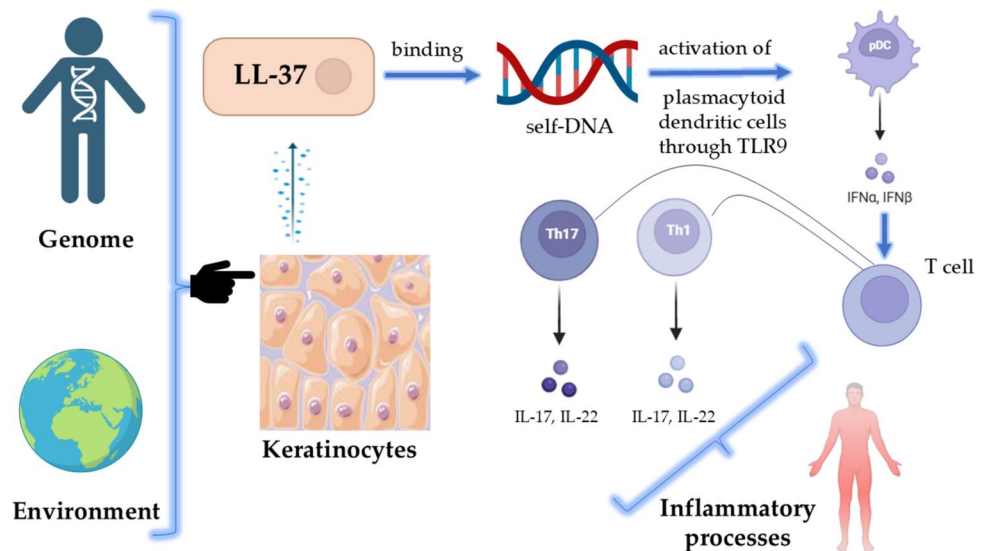 LL-37
binding
self-DNA
activation of
plasmacytoid
dendritic cells
through TLR9
pDC
IFNα, IFNβ
T cell
Th17
Th1
IL-17, IL-22
IL-17, IL-22
Genome
Environment
Keratinocytes
Inflammatory
processes